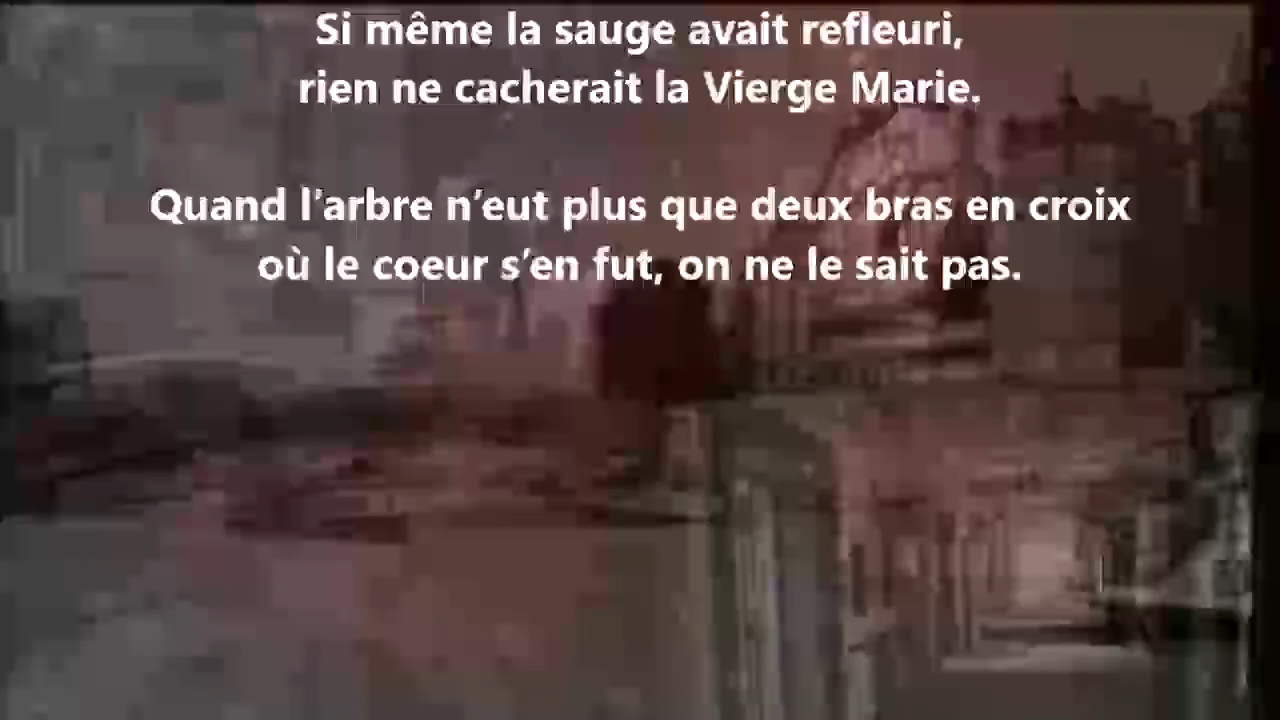 Si même la sauge avait refleuri,
rien ne cacherait la Vierge Marie.
Quand l’arbre n’eut plus que deux bras en croix
où le coeur s’en fut, on ne le sait pas.